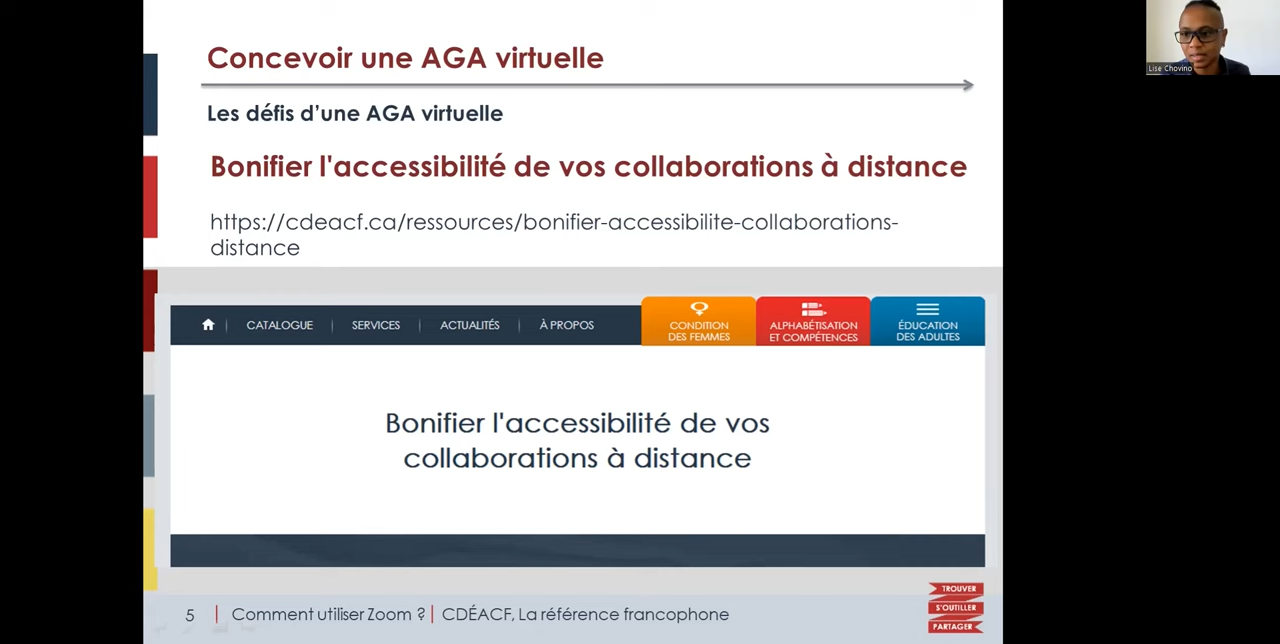 Concevoir une AGA virtuelle
Les défis d'une AGA virtuelle
Bonifier l'accessibilité de vos collaborations à distance
https://cdeacf.ca/ressources/bonifier-accessibilite-collaborations-
distance
CATALOGUE | SERVICES | ACTUALITÉS | À PROPOS
CONDITION
DES FEMMES
ALPHABÉTISATION
ET COMPÉTENCES
ÉDUCATION
DES ADULTES
Bonifier l'accessibilité de vos
collaborations à distance
5 | Comment utiliser Zoom ? | CDÉACF, La référence francophone
TROUVER
S'OUTILLER
PARTAGER
Lise Chovino